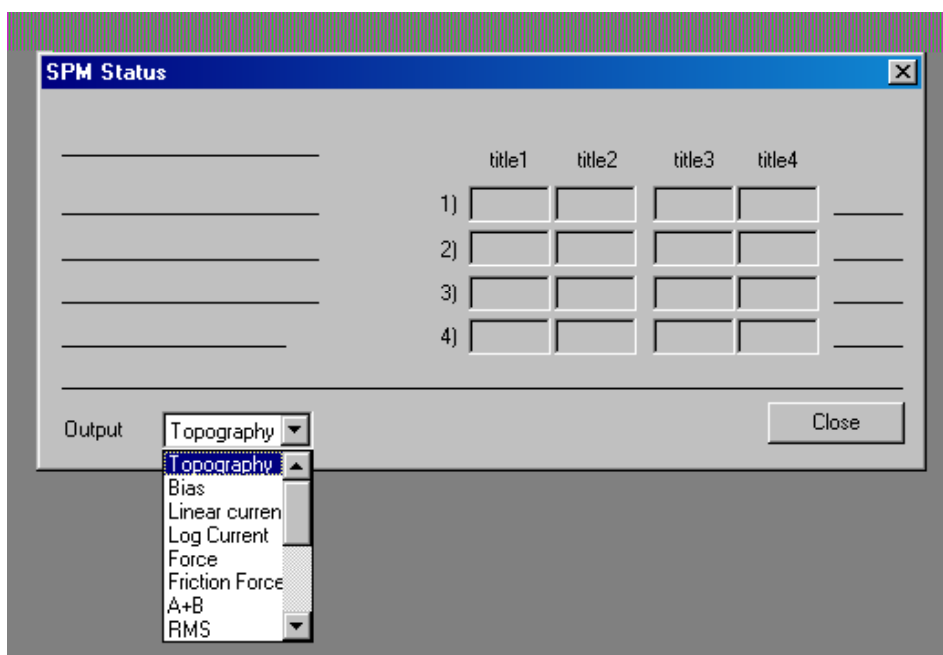 SPM Status
title1 title2 title3 title4
1)
2)
3)
4)
Output Topography Close
Topography
Bias
Linear curren
Log Current
Force
Friction Force
A+B
RMS